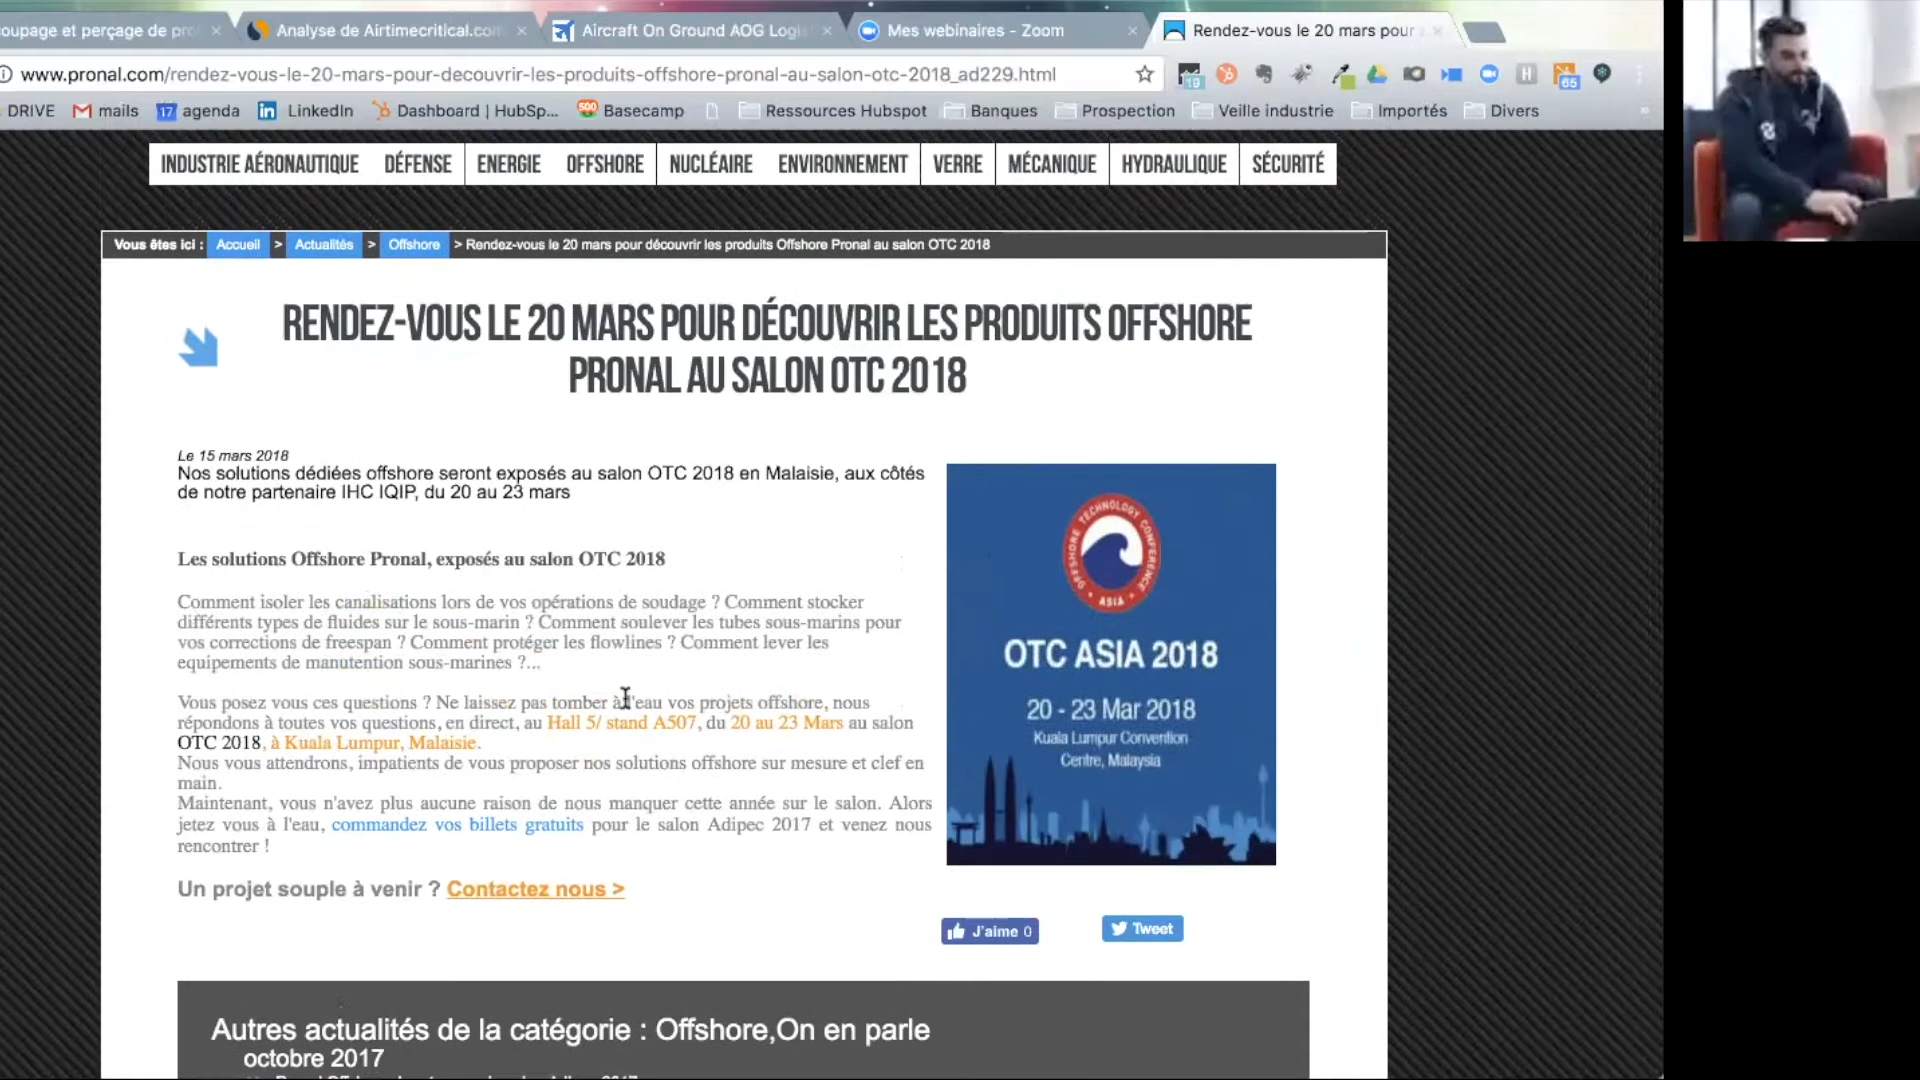 oupage et perçage de pro
Analyse de Airtimecritical.com
Aircraft On Ground AOG Logis
Mes webinaires - Zoom
Rendez-vous le 20 mars pour
www.pronal.com/rendez-vous-le-20-mars-pour-decouvrir-les-produits-offshore-pronal-au-salon-otc-2018_ad229.html
19
H
65
DRIVE
mails
17 agenda
in LinkedIn
Dashboard | HubSp...
500 Basecamp
Ressources Hubspot
Banques
Prospection
Veille industrie
Importés
Divers
»
INDUSTRIE AÉRONAUTIQUE DÉFENSE ENERGIE OFFSHORE NUCLÉAIRE ENVIRONNEMENT VERRE MÉCANIQUE HYDRAULIQUE SÉCURITÉ
Vous êtes ici : Accueil > Actualités > Offshore > Rendez-vous le 20 mars pour découvrir les produits Offshore Pronal au salon OTC 2018
RENDEZ-VOUS LE 20 MARS POUR DÉCOUVRIR LES PRODUITS OFFSHORE
PRONAL AU SALON OTC 2018
Le 15 mars 2018
Nos solutions dédiées offshore seront exposés au salon OTC 2018 en Malaisie, aux côtés
de notre partenaire IHC IQIP, du 20 au 23 mars
Les solutions Offshore Pronal, exposés au salon OTC 2018
Comment isoler les canalisations lors de vos opérations de soudage ? Comment stocker
différents types de fluides sur le sous-marin ? Comment soulever les tubes sous-marins pour
vos corrections de freespan ? Comment protéger les flowlines ? Comment lever les
equipements de manutention sous-marines ?...
Vous posez vous ces questions ? Ne laissez pas tomber à l'eau vos projets offshore, nous
répondons à toutes vos questions, en direct, au Hall 5/ stand A507, du 20 au 23 Mars au salon
OTC 2018, à Kuala Lumpur, Malaisie.
Nous vous attendrons, impatients de vous proposer nos solutions offshore sur mesure et clef en
main.
Maintenant, vous n'avez plus aucune raison de nous manquer cette année sur le salon. Alors
jetez vous à l'eau, commandez vos billets gratuits pour le salon Adipec 2017 et venez nous
rencontrer !
Un projet souple à venir ? Contactez nous >
OFFSHORE TECHNOLOGY CONFERENCE
ASIA
OTC ASIA 2018
20 - 23 Mar 2018
Kuala Lumpur Convention
Centre, Malaysia
J'aime 0
Tweet
Autres actualités de la catégorie : Offshore,On en parle
octobre 2017